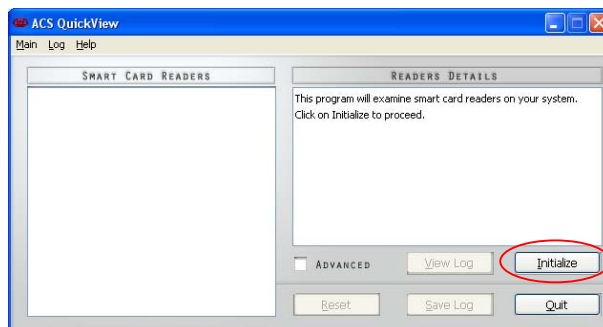 ACS QuickView
Main Log Help
SMART CARD READERS
READERS DETAILS
This program will examine smart card readers on your system.
Click on Initialize to proceed.
ADVANCED
View Log
Initialize
Reset
Save Log
Quit